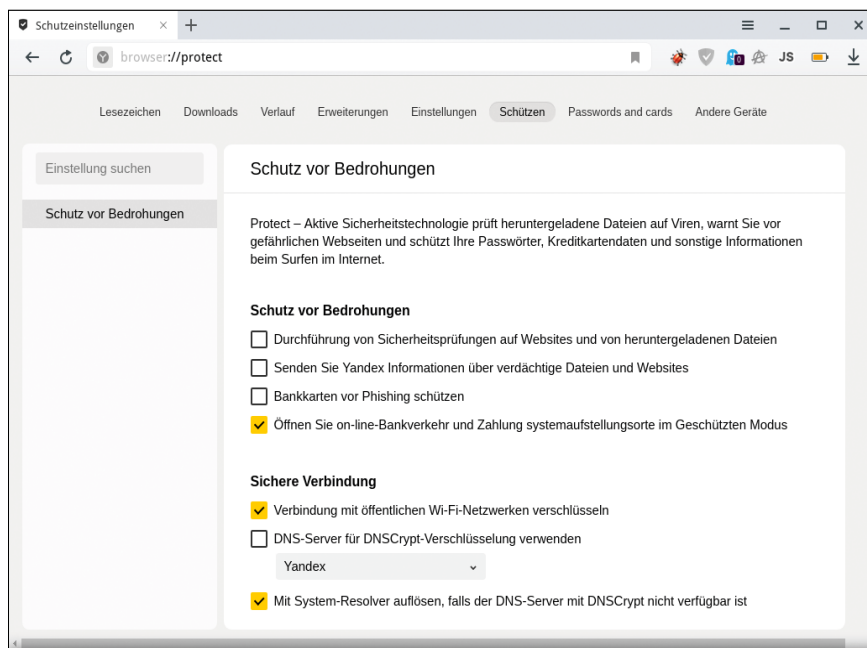 Schutzeinstellungen
browser://protect
0
JS
Lesezeichen Downloads Verlauf Erweiterungen Einstellungen Schützen Passwords and cards Andere Geräte
Einstellung suchen
Schutz vor Bedrohungen
Schutz vor Bedrohungen
Protect – Aktive Sicherheitstechnologie prüft heruntergeladene Dateien auf Viren, warnt Sie vor
gefährlichen Webseiten und schützt Ihre Passwörter, Kreditkartendaten und sonstige Informationen
beim Surfen im Internet.
Schutz vor Bedrohungen
Durchführung von Sicherheitsprüfungen auf Websites und von heruntergeladenen Dateien
Senden Sie Yandex Informationen über verdächtige Dateien und Websites
Bankkarten vor Phishing schützen
Öffnen Sie on-line-Bankverkehr und Zahlung systemaufstellungsorte im Geschützten Modus
Sichere Verbindung
Verbindung mit öffentlichen Wi-Fi-Netzwerken verschlüsseln
DNS-Server für DNSCrypt-Verschlüsselung verwenden
Yandex
Mit System-Resolver auflösen, falls der DNS-Server mit DNSCrypt nicht verfügbar ist